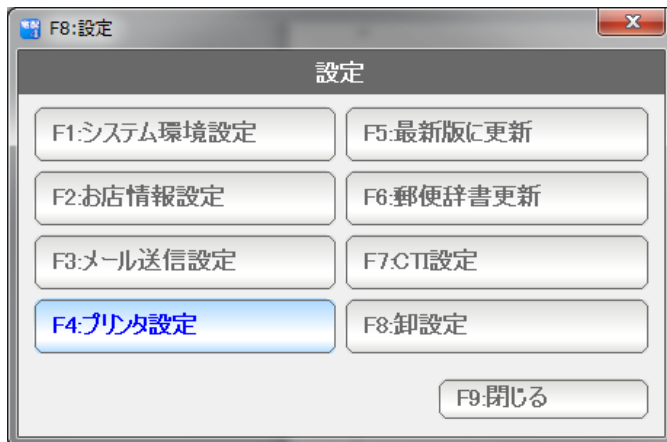 F8:設定
設定
F1:システム環境設定
F2:お店情報設定
F3:メール送信設定
F4:プリンタ設定
F5:最新版に更新
F6:郵便辞書更新
F7:CTI設定
F8:卸設定
F9:閉じる